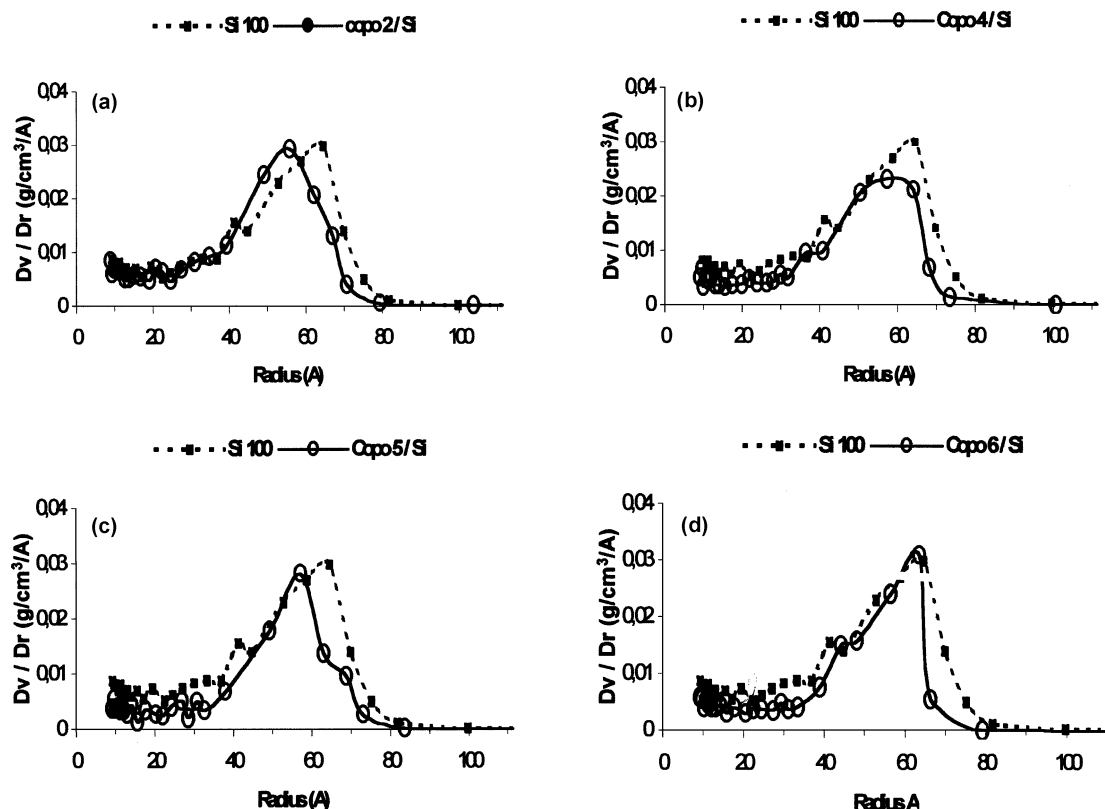 Si 100 copo2/Si
Si 100 Copo4/Si
(a)
Dv / Dr (g/cm³/A)
0,04
0,03
0,02
0,01
0
0 20 40 60 80 100
Radius (A)
(b)
Dv / Dr (g/cm³/A)
0,04
0,03
0,02
0,01
0
0 20 40 60 80 100
Radius (A)
Si 100 Copo5/Si
Si 100 Copo6/Si
(c)
Dv / Dr (g/cm³/A)
0,04
0,03
0,02
0,01
0
0 20 40 60 80 100
Radius (A)
(d)
Dv / Dr (g/cm³/A)
0,04
0,03
0,02
0,01
0
0 20 40 60 80 100
Radius A